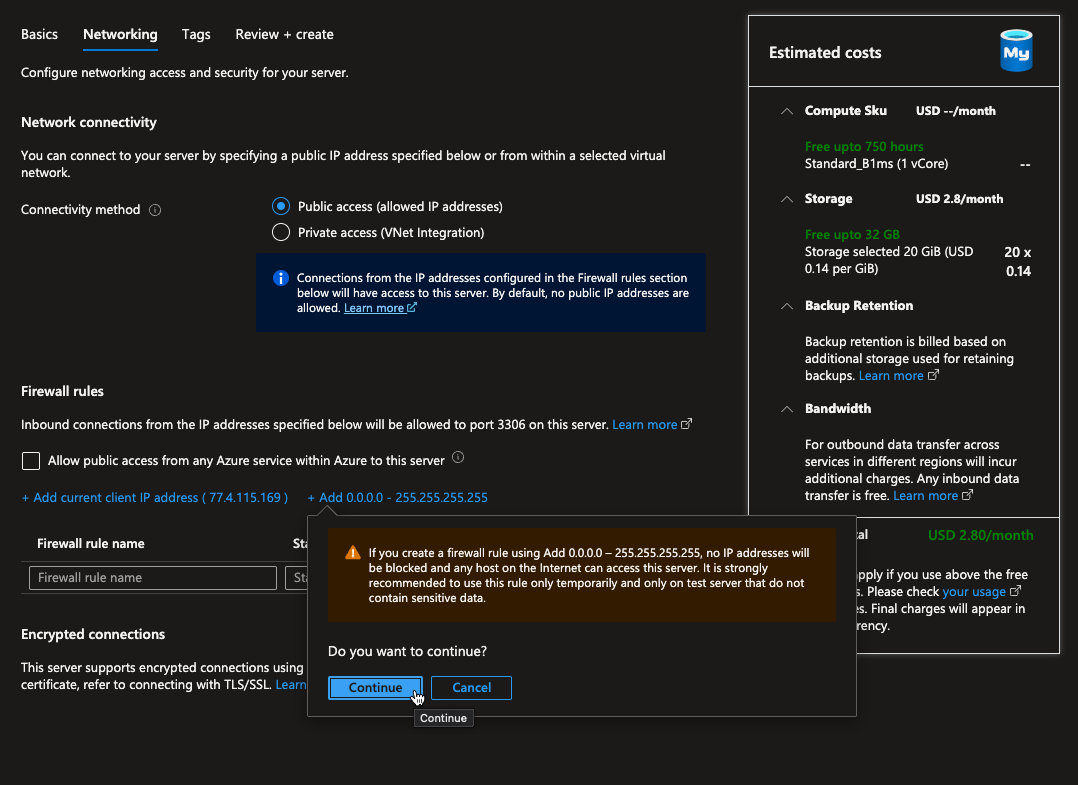 Basics Networking Tags Review + create
Configure networking access and security for your server.
Network connectivity
You can connect to your server by specifying a public IP address specified below or from within a selected virtual
network.
Connectivity method
Public access (allowed IP addresses)
Private access (VNet Integration)
Connections from the IP addresses configured in the Firewall rules section
below will have access to this server. By default, no public IP addresses are
allowed. Learn more
Firewall rules
Inbound connections from the IP addresses specified below will be allowed to port 3306 on this server. Learn more
Allow public access from any Azure service within Azure to this server
+ Add current client IP address ( 77.4.115.169 ) + Add 0.0.0.0 - 255.255.255.255
Firewall rule name
Firewall rule name
Encrypted connections
This server supports encrypted connections using
certificate, refer to connecting with TLS/SSL. Learn
If you create a firewall rule using Add 0.0.0.0 – 255.255.255.255, no IP addresses will
be blocked and any host on the Internet can access this server. It is strongly
recommended to use this rule only temporarily and only on test server that do not
contain sensitive data.
Do you want to continue?
Continue Cancel
Continue
Estimated costs
My
Compute Sku USD --/month
Free upto 750 hours
Standard_B1ms (1 vCore) --
Storage USD 2.8/month
Free upto 32 GB
Storage selected 20 GiB (USD 20 x
0.14 per GiB) 0.14
Backup Retention
Backup retention is billed based on
additional storage used for retaining
backups. Learn more
Bandwidth
For outbound data transfer across
services in different regions will incur
additional charges. Any inbound data
transfer is free. Learn more
USD 2.80/month
apply if you use above the free
Please check your usage
Final charges will appear in